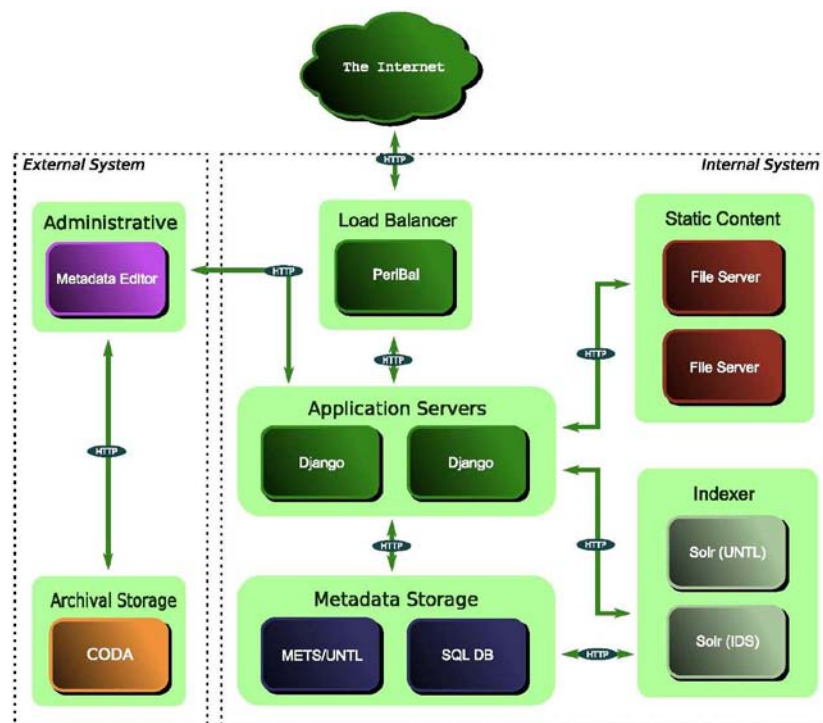 The Internet
HTTP
External System
Internal System
Administrative
Metadata Editor
HTTP
Load Balancer
PerlBal
Static Content
File Server
File Server
HTTP
HTTP
HTTP
Application Servers
Django
Django
HTTP
HTTP
Indexer
Solr (UNTL)
Solr (IDS)
Archival Storage
CODA
Metadata Storage
METS/UNTL
SQL DB
HTTP